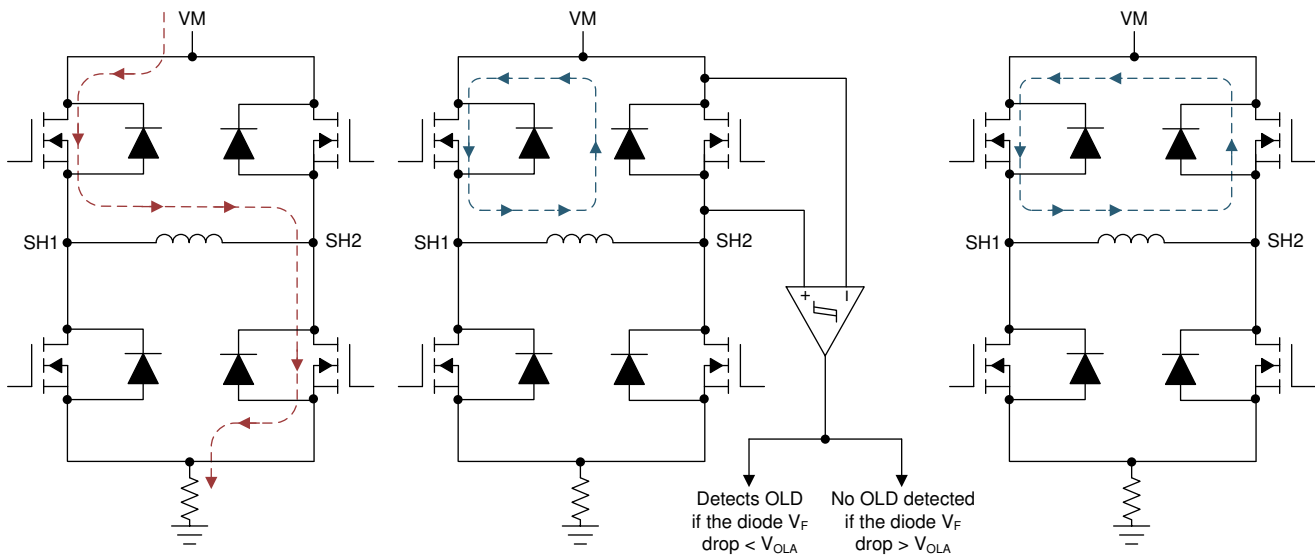 VM
VM
VM
SH1
SH2
SH1
SH2
SH1
SH2
+
–
Detects OLD
if the diode VF
drop < VOLA
No OLD detected
if the diode VF
drop > VOLA